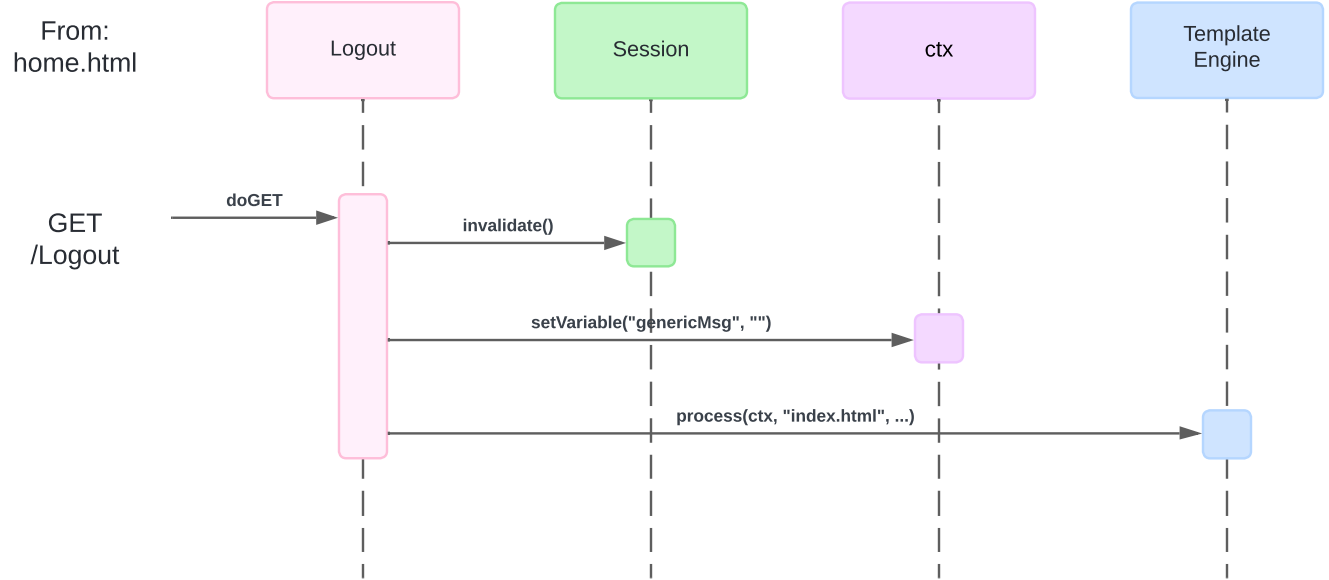 From:
home.html
Logout
Session
ctx
Template
Engine
GET
/Logout
doGET
invalidate()
setVariable("genericMsg", "")
process(ctx, "index.html", ...)